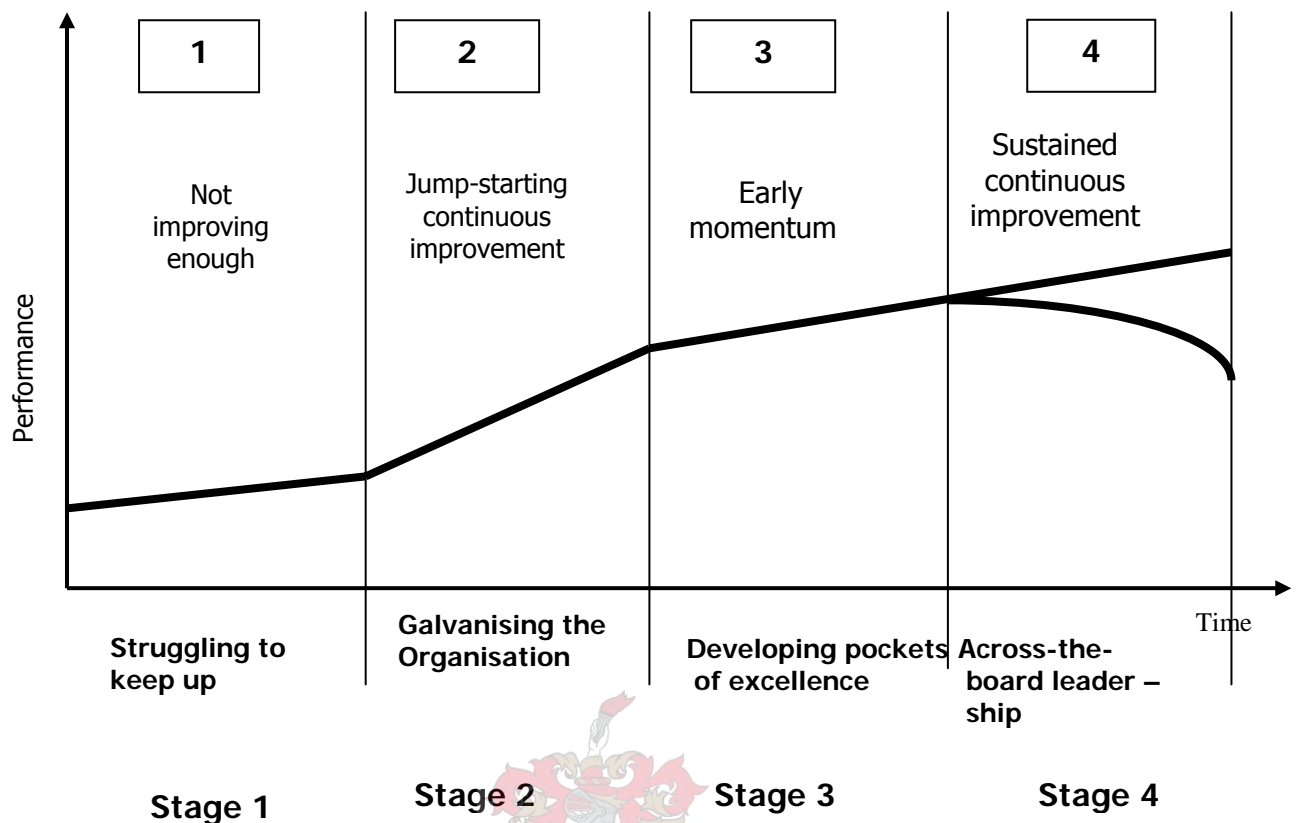 1
2
3
4
Not
improving
enough
Jump-starting
continuous
improvement
Early
momentum
Sustained
continuous
improvement
Performance
Time
Struggling to
keep up
Galvanising the
Organisation
Developing pockets
of excellence
Across-the-
board leader –
ship
Stage 1
Stage 2
Stage 3
Stage 4